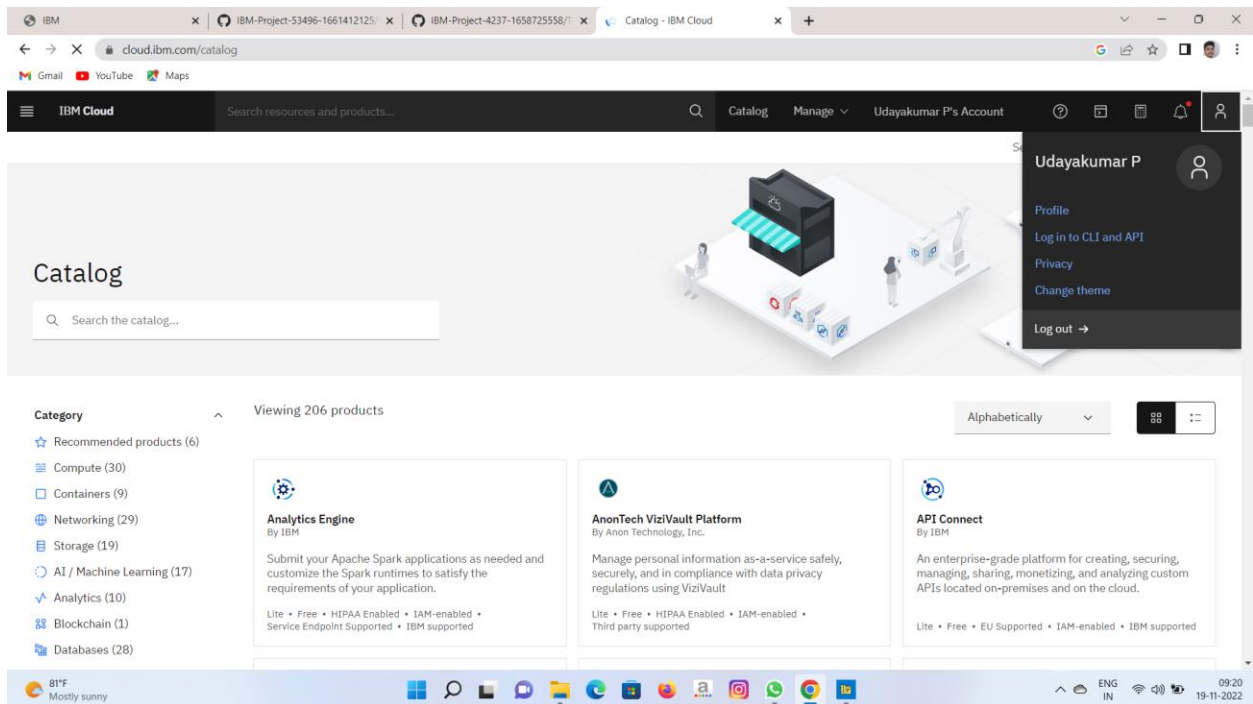 IBM
IBM-Project-53496-1661412125/
IBM-Project-4237-1658725558/T
Catalog - IBM Cloud
cloud.ibm.com/catalog
Gmail
YouTube
Maps
IBM Cloud
Search resources and products...
Catalog
Manage
Udayakumar P's Account
Udayakumar P
Profile
Log in to CLI and API
Privacy
Change theme
Log out →
Catalog
Search the catalog...
Category
Recommended products (6)
Compute (30)
Containers (9)
Networking (29)
Storage (19)
AI / Machine Learning (17)
Analytics (10)
Blockchain (1)
Databases (28)
Viewing 206 products
Alphabetically
Analytics Engine
By IBM
Submit your Apache Spark applications as needed and
customize the Spark runtimes to satisfy the
requirements of your application.
Lite • Free • HIPAA Enabled • IAM-enabled •
Service Endpoint Supported • IBM supported
AnonTech ViziVault Platform
By Anon Technology, Inc.
Manage personal information as-a-service safely,
securely, and in compliance with data privacy
regulations using ViziVault
Lite • Free • HIPAA Enabled • IAM-enabled •
Third party supported
API Connect
By IBM
An enterprise-grade platform for creating, securing,
managing, sharing, monetizing, and analyzing custom
APIs located on-premises and on the cloud.
Lite • Free • EU Supported • IAM-enabled • IBM supported
81°F
Mostly sunny
ENG
IN
09:20
19-11-2022